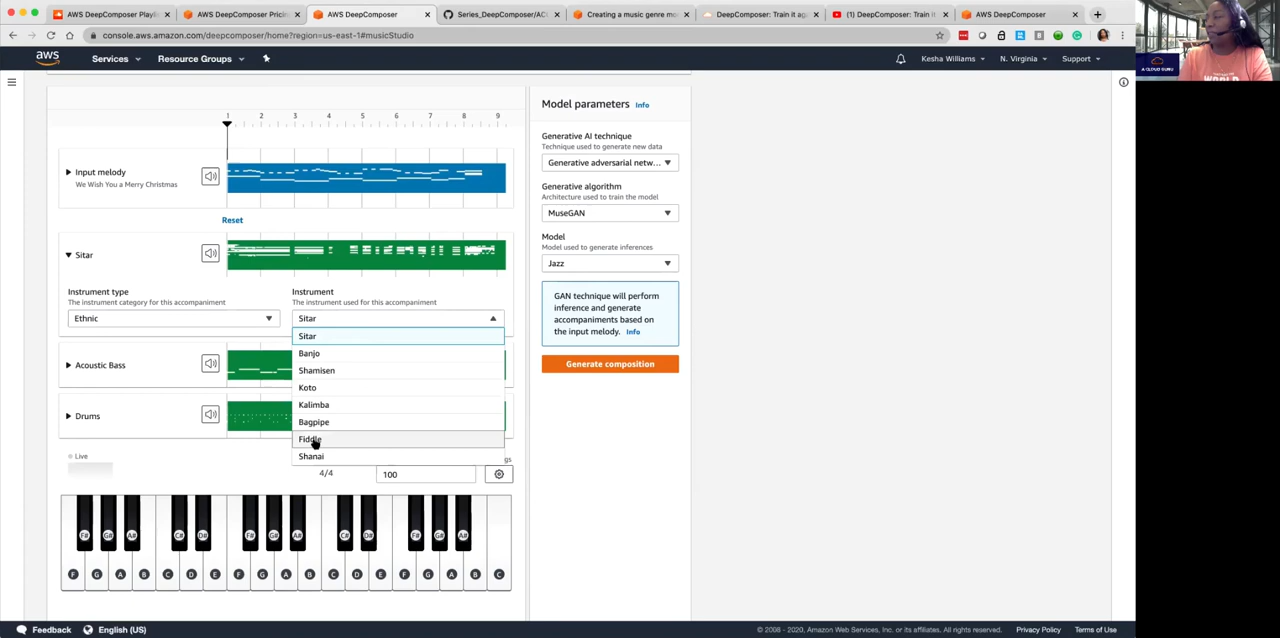 AWS DeepComposer Playli
AWS DeepComposer Pricin
AWS DeepComposer
Series_DeepComposer/AC
Creating a music genre mo
DeepComposer: Train it aga
(1) DeepComposer: Train it
AWS DeepComposer
console.aws.amazon.com/deepcomposer/home?region=us-east-1#musicStudio
aws
Services
Resource Groups
Kesha Williams
N. Virginia
Support
A CLOUD GURU
1 2 3 4 5 6 7 8 9
Input melody
We Wish You a Merry Christmas
Reset
Sitar
Instrument type
The instrument category for this accompaniment
Ethnic
Instrument
The instrument used for this accompaniment
Sitar
Sitar
Banjo
Shamisen
Koto
Kalimba
Bagpipe
Fiddle
Shanai
Acoustic Bass
Drums
Live
4/4
100
gs
F# G# A# C# D# F# G# A# C# D# F# G# A#
F G A B C D E F G A B C D E F G A B C
Model parameters
Info
Generative AI technique
Technique used to generate new data
Generative adversarial netw...
Generative algorithm
Architecture used to train the model
MuseGAN
Model
Model used to generate inferences
Jazz
GAN technique will perform
inference and generate
accompaniments based on
the input melody. Info
Generate composition
Feedback
English (US)
© 2008 - 2020, Amazon Web Services, Inc. or its affiliates. All rights reserved.
Privacy Policy
Terms of Use